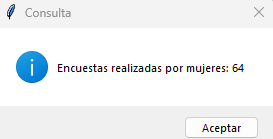 Consulta
Encuestas realizadas por mujeres: 64
Aceptar